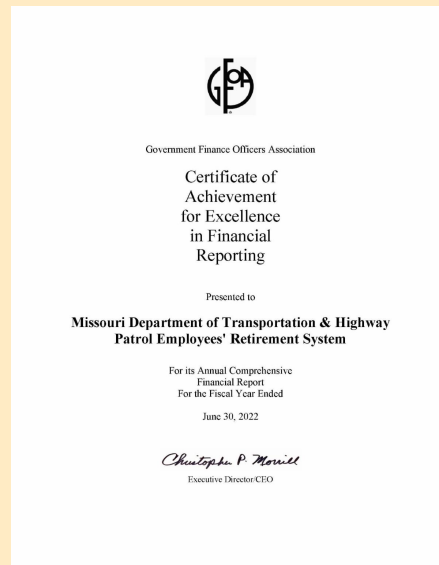 GFOA
Government Finance Officers Association
Certificate of
Achievement
for Excellence
in Financial
Reporting
Presented to
Missouri Department of Transportation & Highway
Patrol Employees' Retirement System
For its Annual Comprehensive
Financial Report
For the Fiscal Year Ended
June 30, 2022
Christopher P. Morrill
Executive Director/CEO